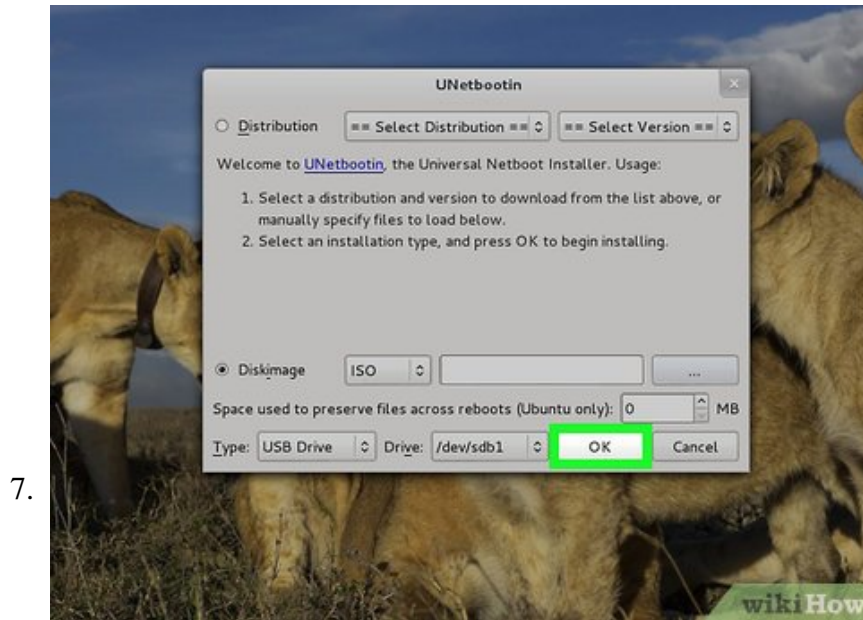 UNetbootin
Distribution == Select Distribution == == Select Version ==
Welcome to UNetbootin, the Universal Netboot Installer. Usage:
1. Select a distribution and version to download from the list above, or
manually specify files to load below.
2. Select an installation type, and press OK to begin installing.
Diskimage ISO ...
Space used to preserve files across reboots (Ubuntu only): 0 MB
Type: USB Drive Drive: /dev/sdb1 OK Cancel
7.
wikiHow